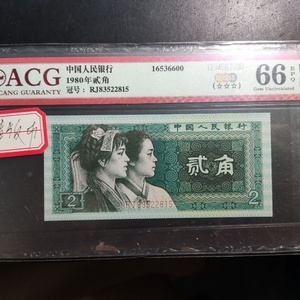 ACG
CANG GUARANTY
中国人民银行
1980年贰角
冠号: RJ83522815
16536600
(☆☆☆)
66 EPQ
Gem Uncirculated
中国人民银行
贰角
2
2
RJ83522815